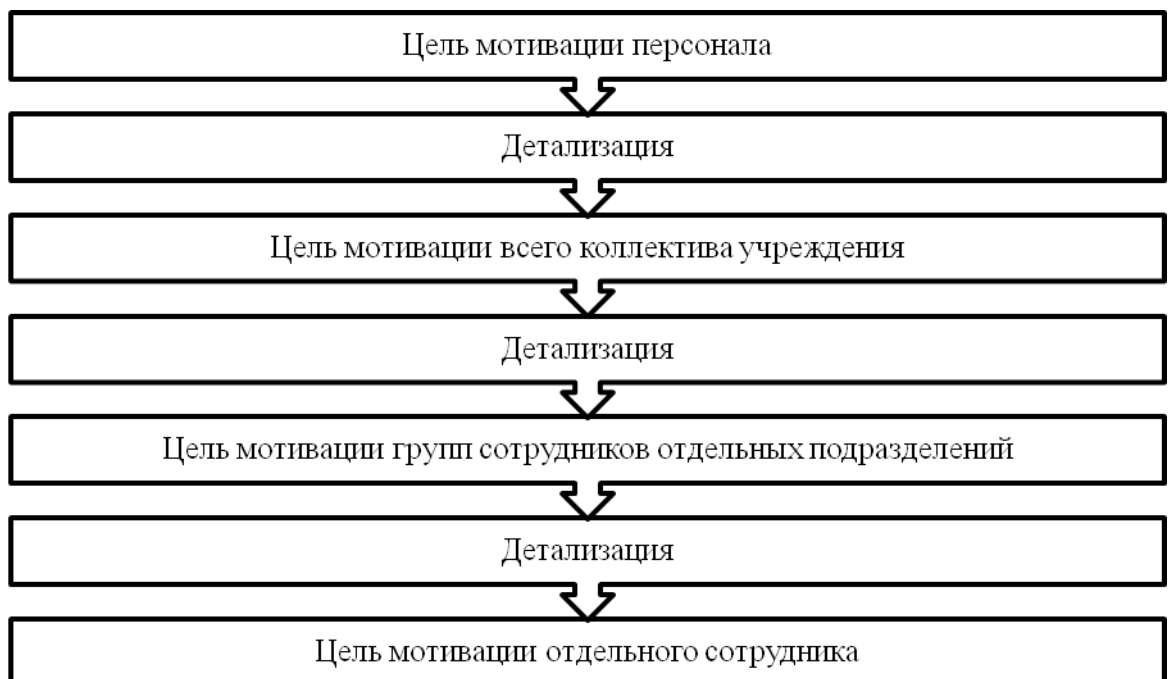 Цель мотивации персонала
Детализация
Цель мотивации всего коллектива учреждения
Детализация
Цель мотивации групп сотрудников отдельных подразделений
Детализация
Цель мотивации отдельного сотрудника